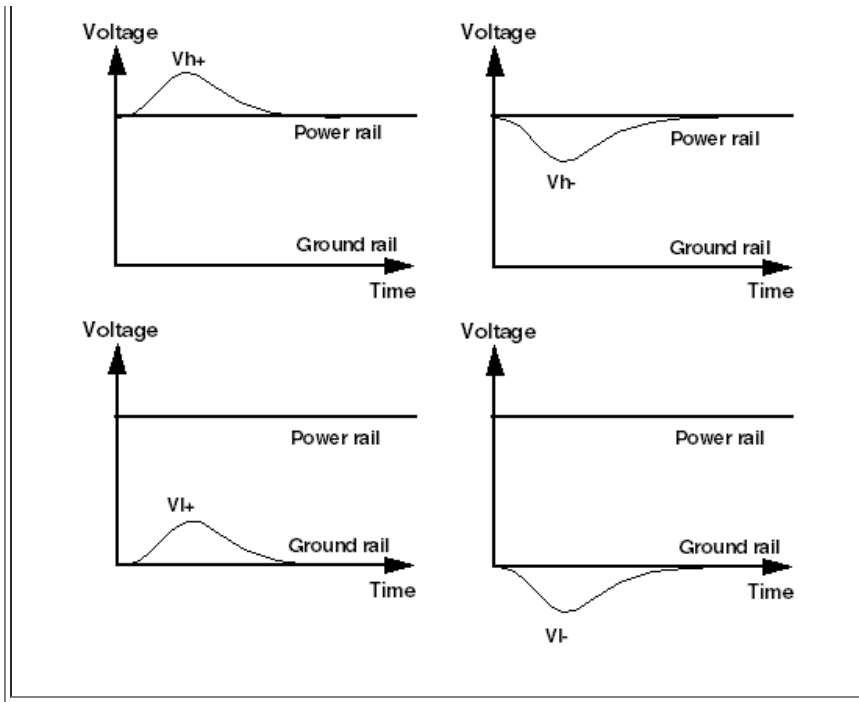 Voltage
Vh+
Power rail
Ground rail
Time
Voltage
Power rail
Vh-
Ground rail
Time
Voltage
Power rail
Vl+
Ground rail
Time
Voltage
Power rail
Ground rail
Time
Vl-